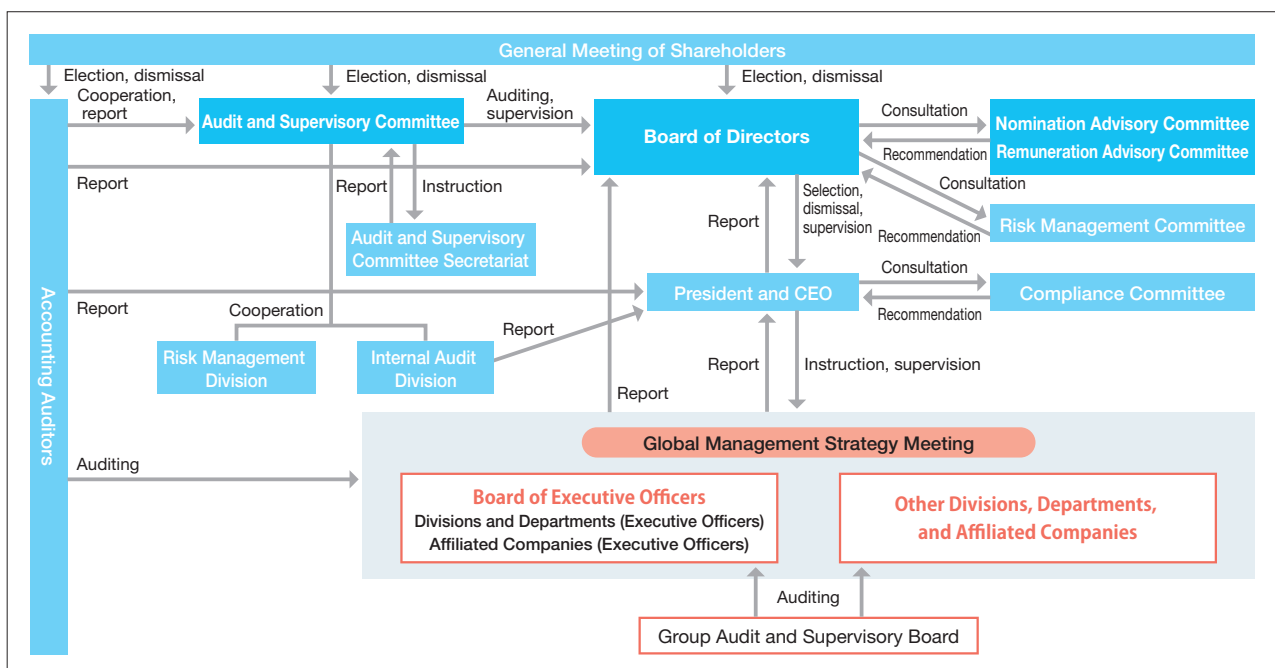 General Meeting of Shareholders
Election, dismissal
Election, dismissal
Election, dismissal
Cooperation,
report
Audit and Supervisory Committee
Auditing,
supervision
Board of Directors
Consultation
Recommendation
Nomination Advisory Committee
Remuneration Advisory Committee
Report
Report
Instruction
Audit and Supervisory
Committee Secretariat
Report
Selection,
dismissal,
supervision
Consultation
Recommendation
Risk Management Committee
Accounting Auditors
Report
President and CEO
Consultation
Recommendation
Compliance Committee
Cooperation
Risk Management
Division
Internal Audit
Division
Report
Report
Report
Instruction, supervision
Global Management Strategy Meeting
Auditing
Board of Executive Officers
Divisions and Departments (Executive Officers)
Affiliated Companies (Executive Officers)
Other Divisions, Departments,
and Affiliated Companies
Auditing
Group Audit and Supervisory Board